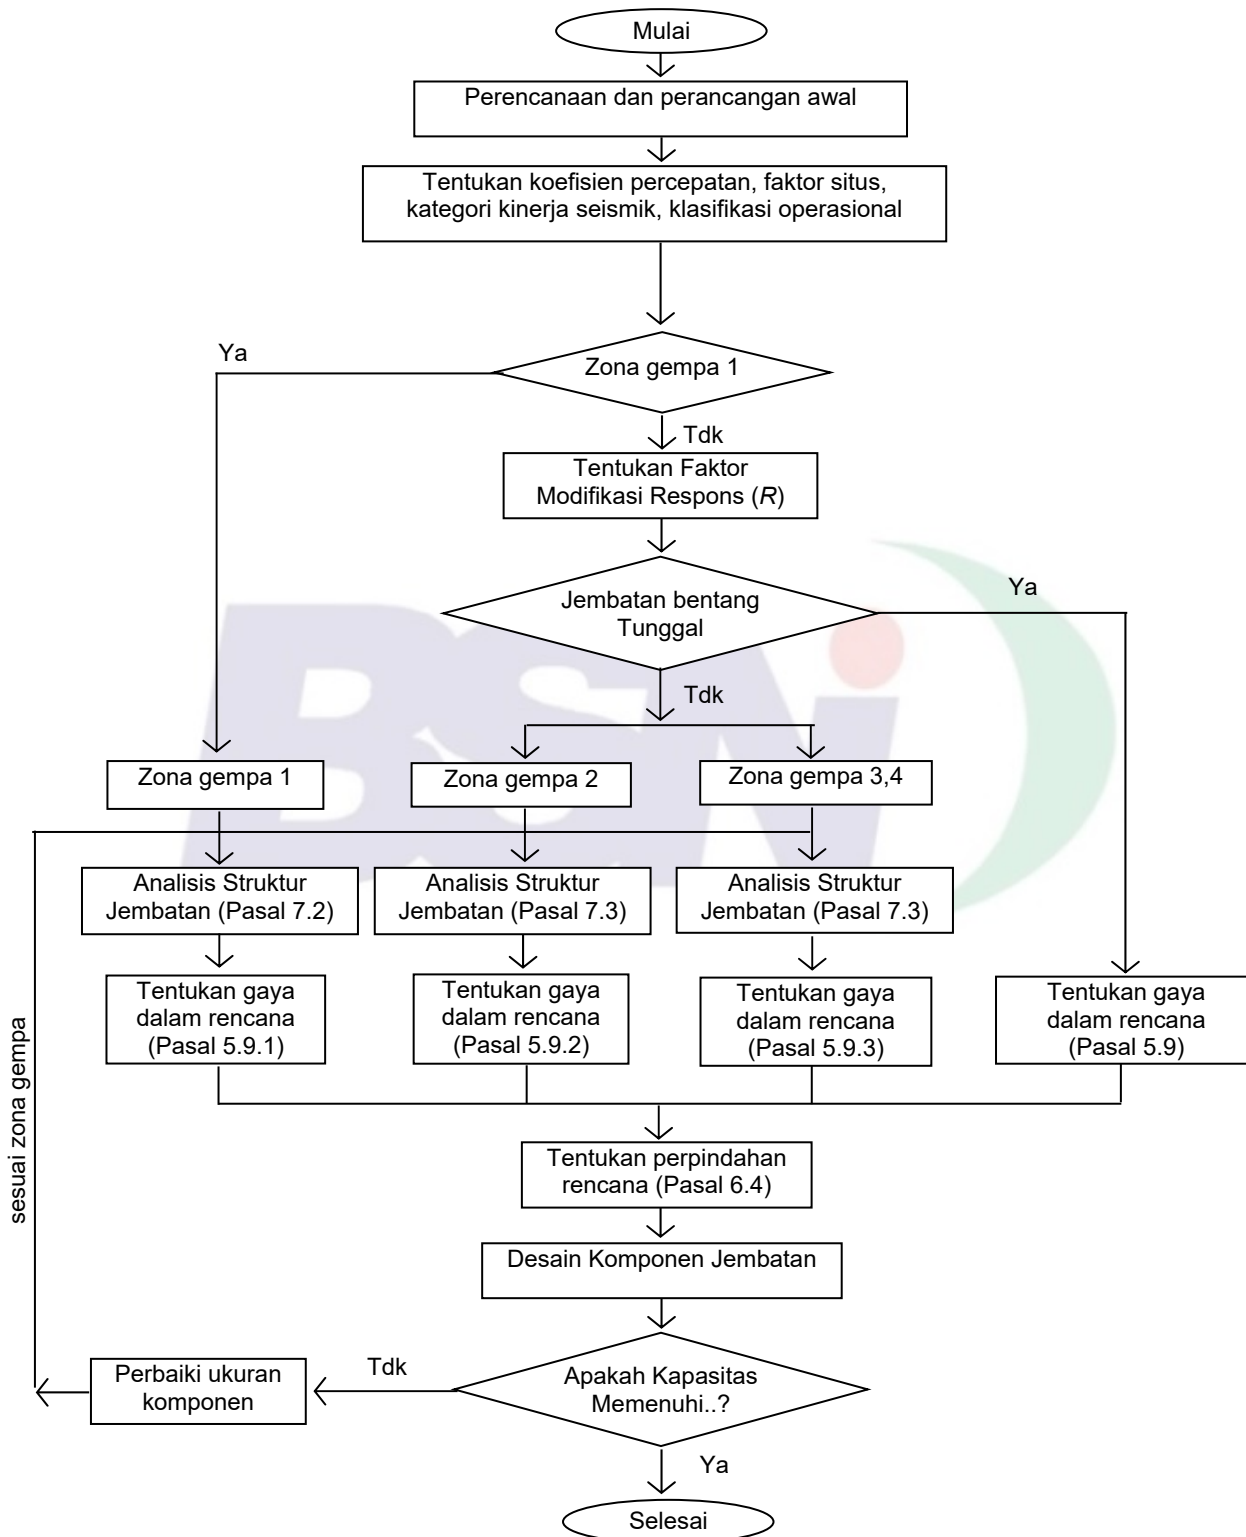 Mulai
Perencanaan dan perancangan awal
Tentukan koefisien percepatan, faktor situs,
kategori kinerja seismik, klasifikasi operasional
Ya
Zona gempa 1
Tdk
Tentukan Faktor
Modifikasi Respons (R)
Jembatan bentang
Tunggal
Ya
Tdk
Zona gempa 1
Zona gempa 2
Zona gempa 3,4
Analisis Struktur
Jembatan (Pasal 7.2)
Analisis Struktur
Jembatan (Pasal 7.3)
Analisis Struktur
Jembatan (Pasal 7.3)
Tentukan gaya
dalam rencana
(Pasal 5.9.1)
Tentukan gaya
dalam rencana
(Pasal 5.9.2)
Tentukan gaya
dalam rencana
(Pasal 5.9.3)
Tentukan gaya
dalam rencana
(Pasal 5.9)
sesuai zona gempa
Tentukan perpindahan
rencana (Pasal 6.4)
Desain Komponen Jembatan
Apakah Kapasitas
Memenuhi..?
Tdk
Perbaiki ukuran
komponen
Ya
Selesai
BSN